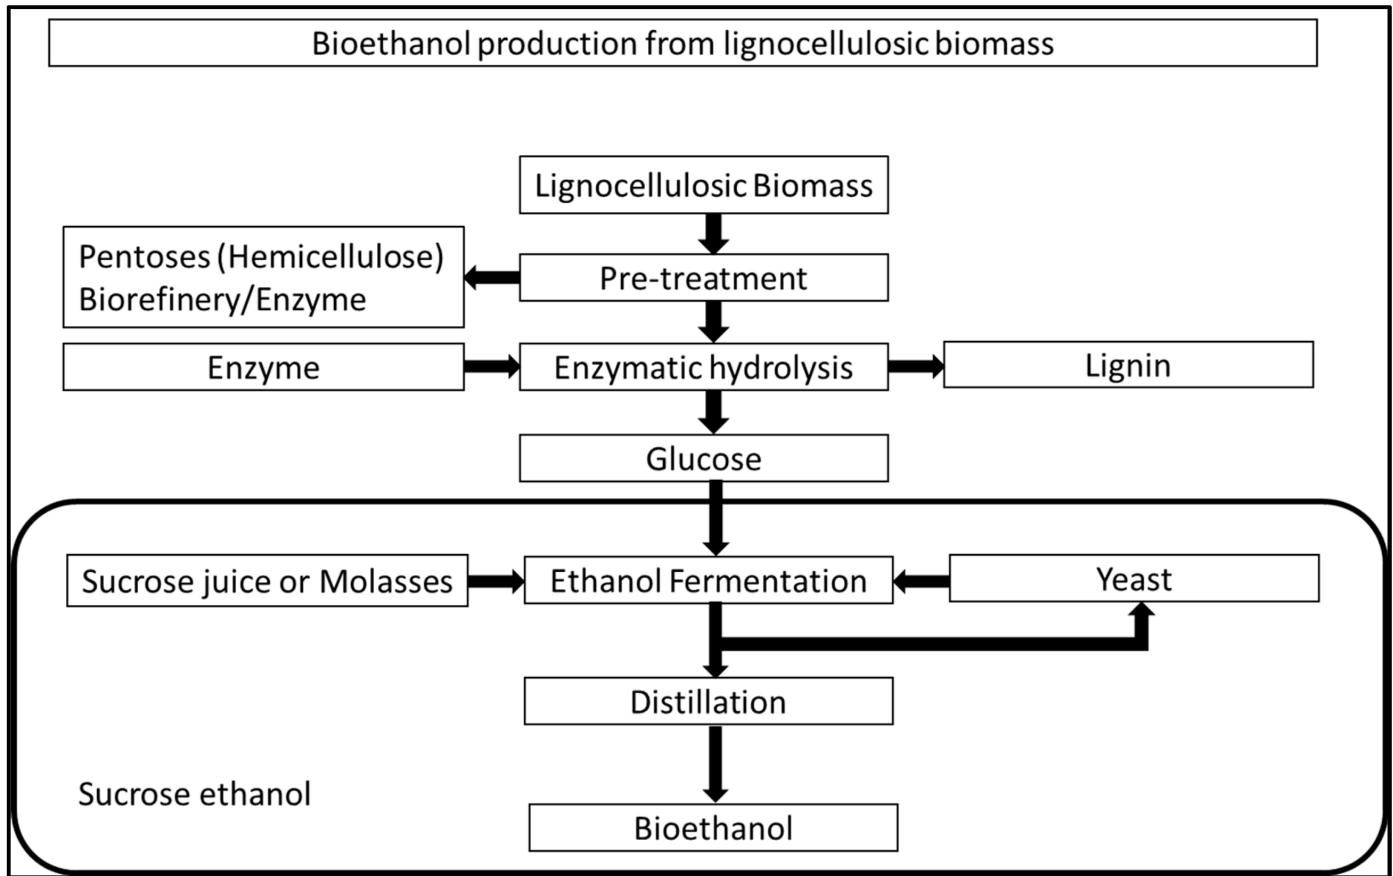 Bioethanol production from lignocellulosic biomass
Lignocellulosic Biomass
Pentoses (Hemicellulose)
Biorefinery/Enzyme
Pre-treatment
Enzyme
Enzymatic hydrolysis
Lignin
Glucose
Sucrose juice or Molasses
Ethanol Fermentation
Yeast
Distillation
Sucrose ethanol
Bioethanol